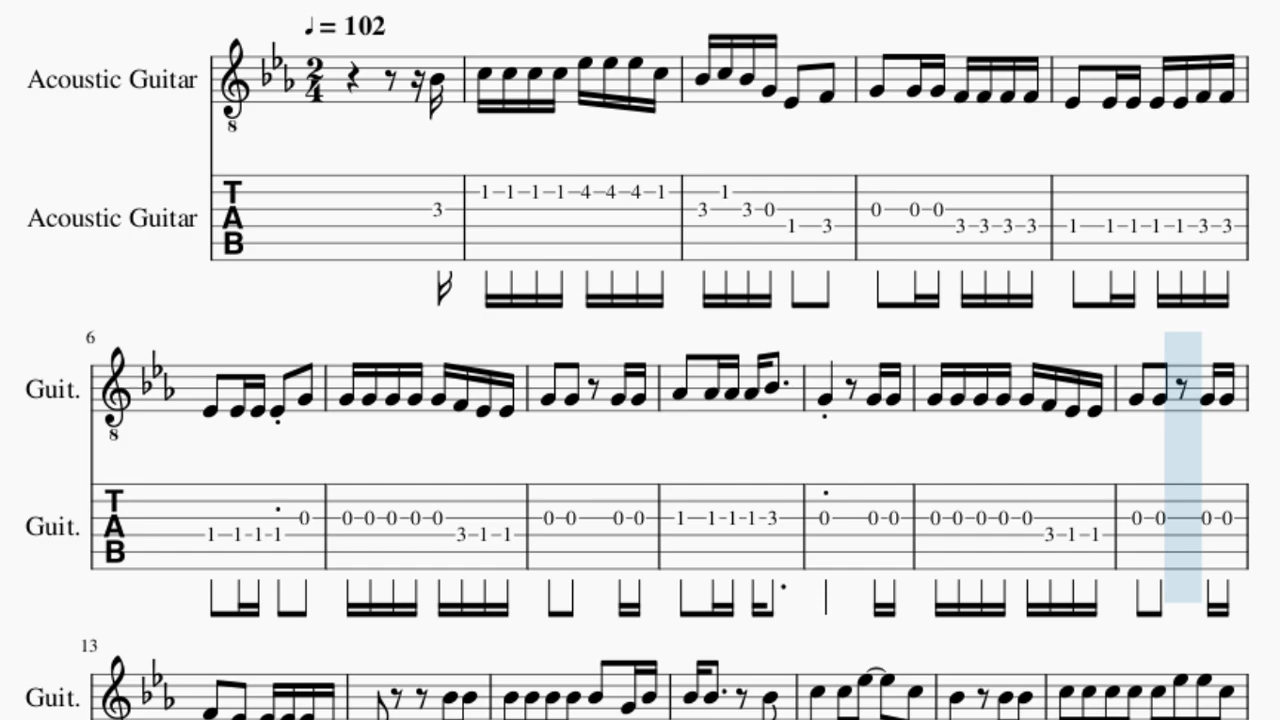 ♩ = 102
Acoustic Guitar
2
4
8
Acoustic Guitar
T
A
B
3
1 1 1 1 4 4 4 1
3 1 3 0 1 3
0 0 0 3 3 3 3
1 1 1 1 1 3 3
6
Guit.
8
Guit.
T
A
B
1 1 1 1 0
0 0 0 0 0 3 1 1
0 0 0 0
1 1 1 1 3
0 0 0
0 0 0 0 0 3 1 1
0 0 0 0
13
Guit.